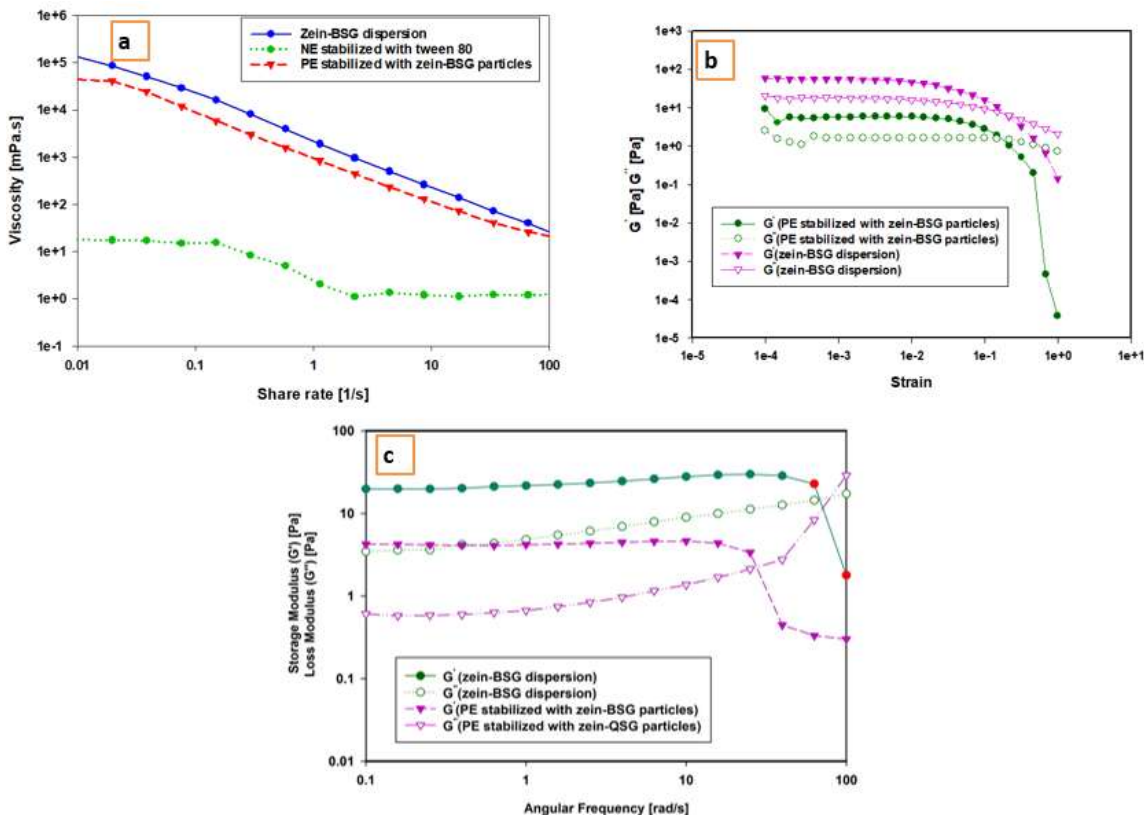 a
Zein-BSG dispersion
NE stabilized with tween 80
PE stabilized with zein-BSG particles
Viscosity [mPa.s]
1e+6
1e+5
1e+4
1e+3
1e+2
1e+1
1e+0
1e-1
0.01
0.1
1
10
100
Share rate [1/s]
b
G' [Pa] G'' [Pa]
1e+3
1e+2
1e+1
1e+0
1e-1
1e-2
1e-3
1e-4
1e-5
G' (PE stabilized with zein-BSG particles)
G'' (PE stabilized with zein-BSG particles)
G' (zein-BSG dispersion)
G'' (zein-BSG dispersion)
1e-5
1e-4
1e-3
1e-2
1e-1
1e+0
1e+1
Strain
c
Storage Modulus (G') [Pa]
Loss Modulus (G'') [Pa]
100
10
1
0.1
0.01
G' (zein-BSG dispersion)
G'' (zein-BSG dispersion)
G' (PE stabilized with zein-BSG particles)
G'' (PE stabilized with zein-QSG particles)
0.1
1
10
100
Angular Frequency [rad/s]